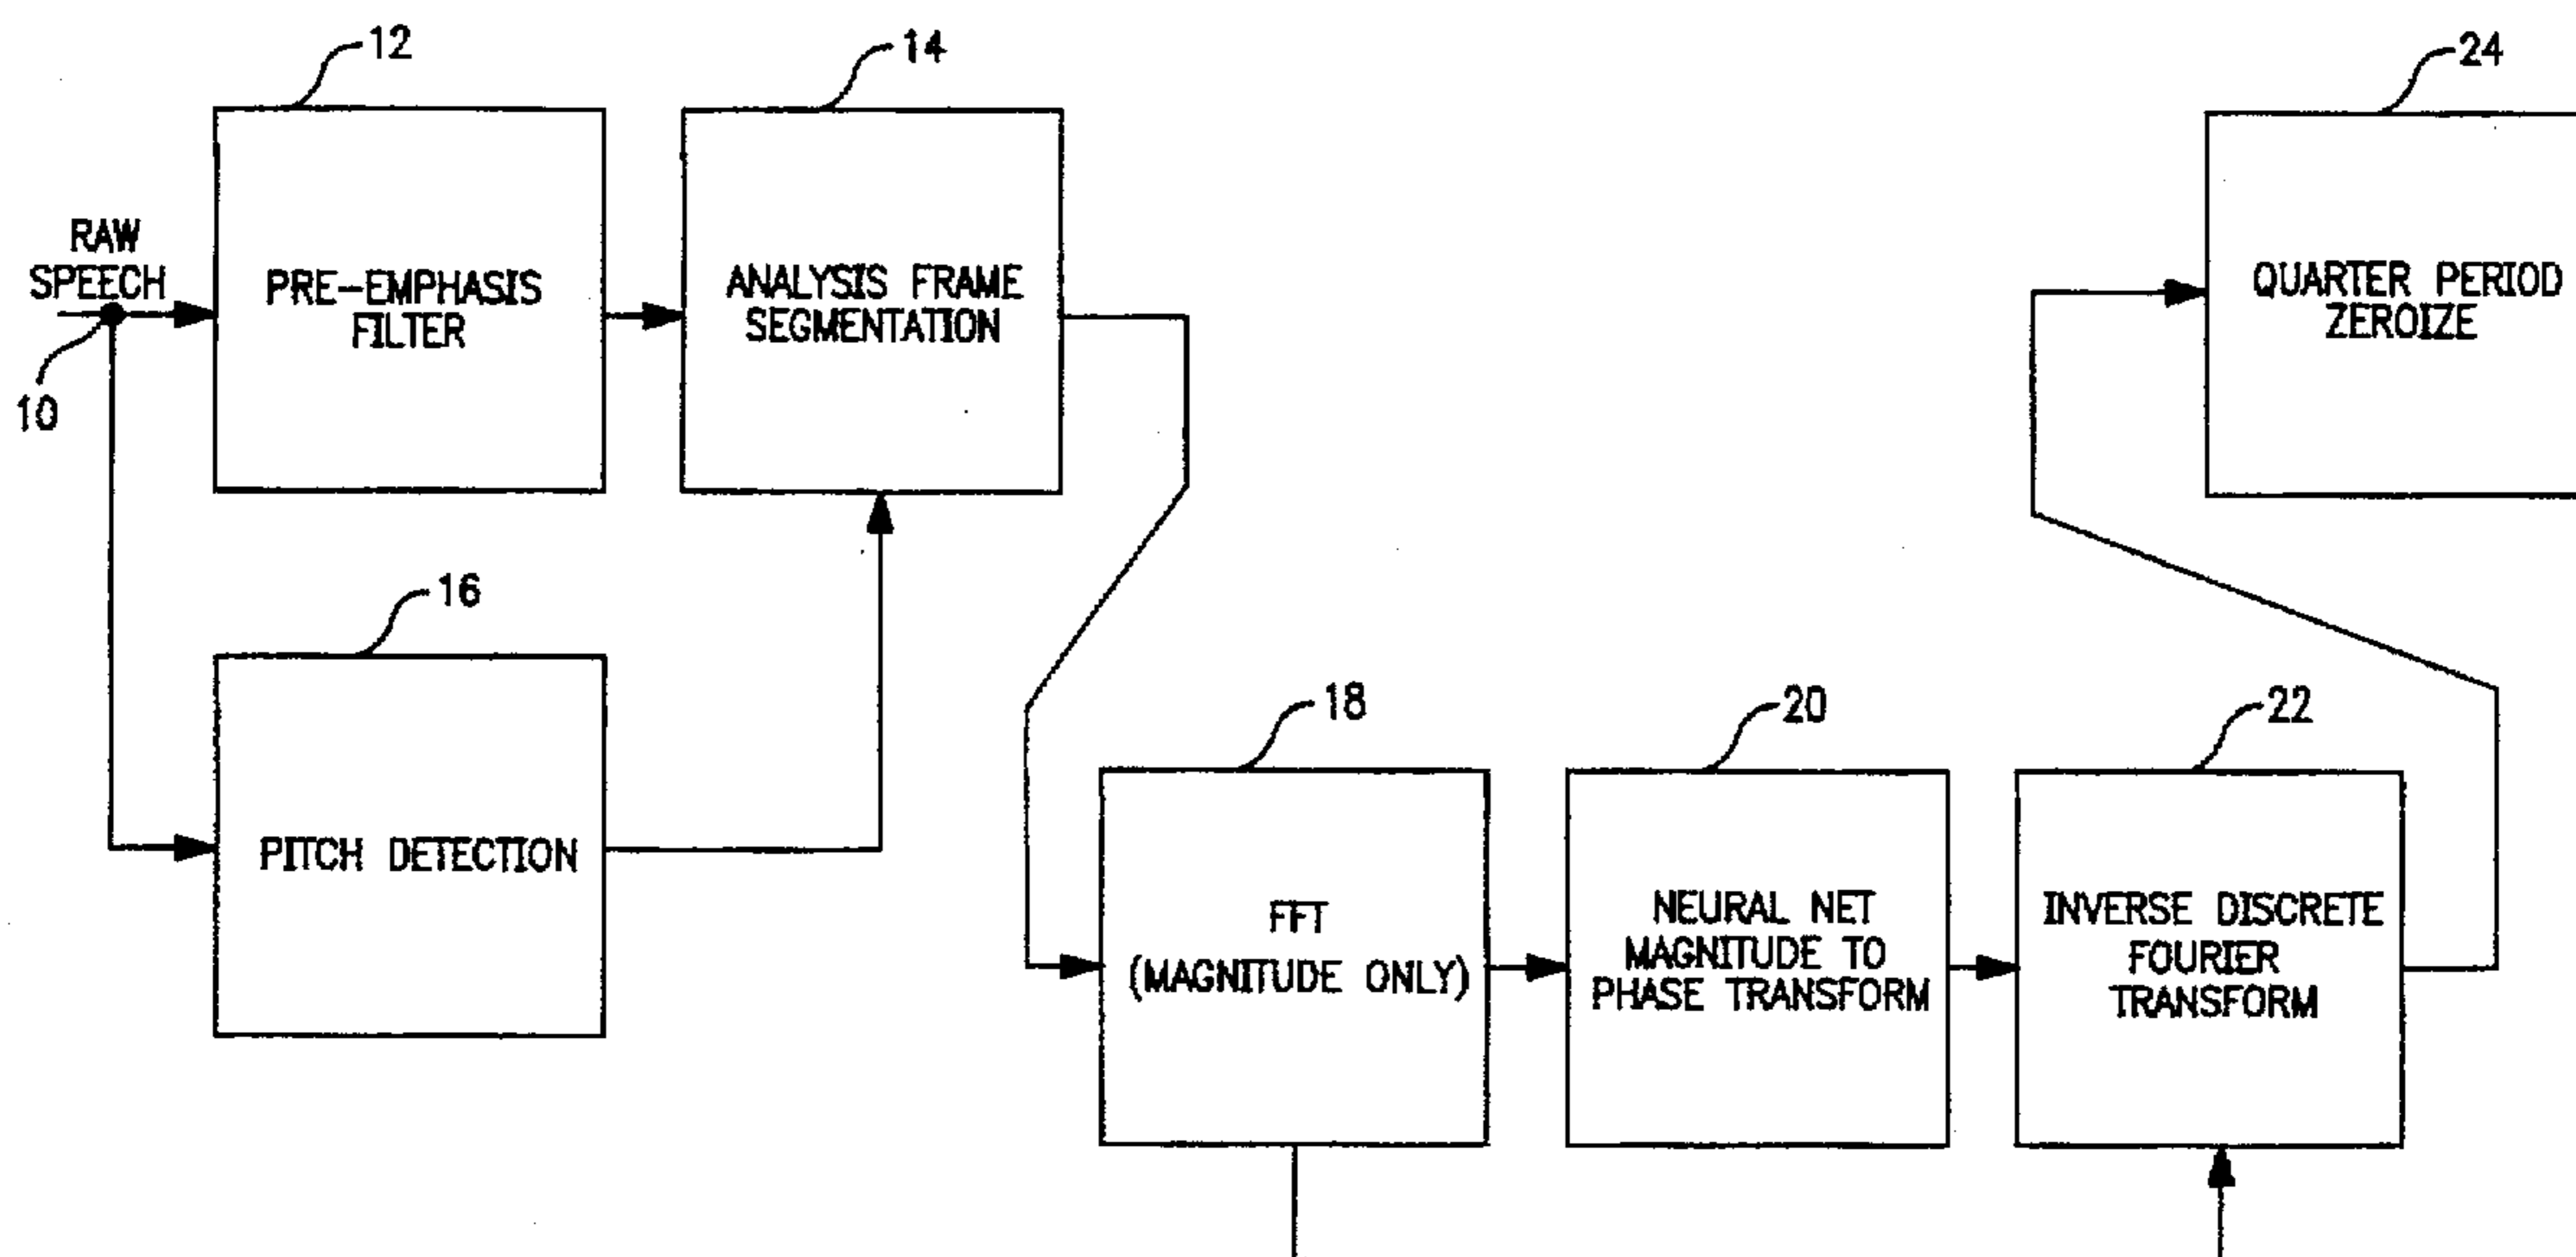 12
14
24
RAW
SPEECH
10
PRE-EMPHASIS
FILTER
ANALYSIS FRAME
SEGMENTATION
QUARTER PERIOD
ZEROIZE
16
PITCH DETECTION
18
20
22
FFT
(MAGNITUDE ONLY)
NEURAL NET
MAGNITUDE TO
PHASE TRANSFORM
INVERSE DISCRETE
FOURIER
TRANSFORM